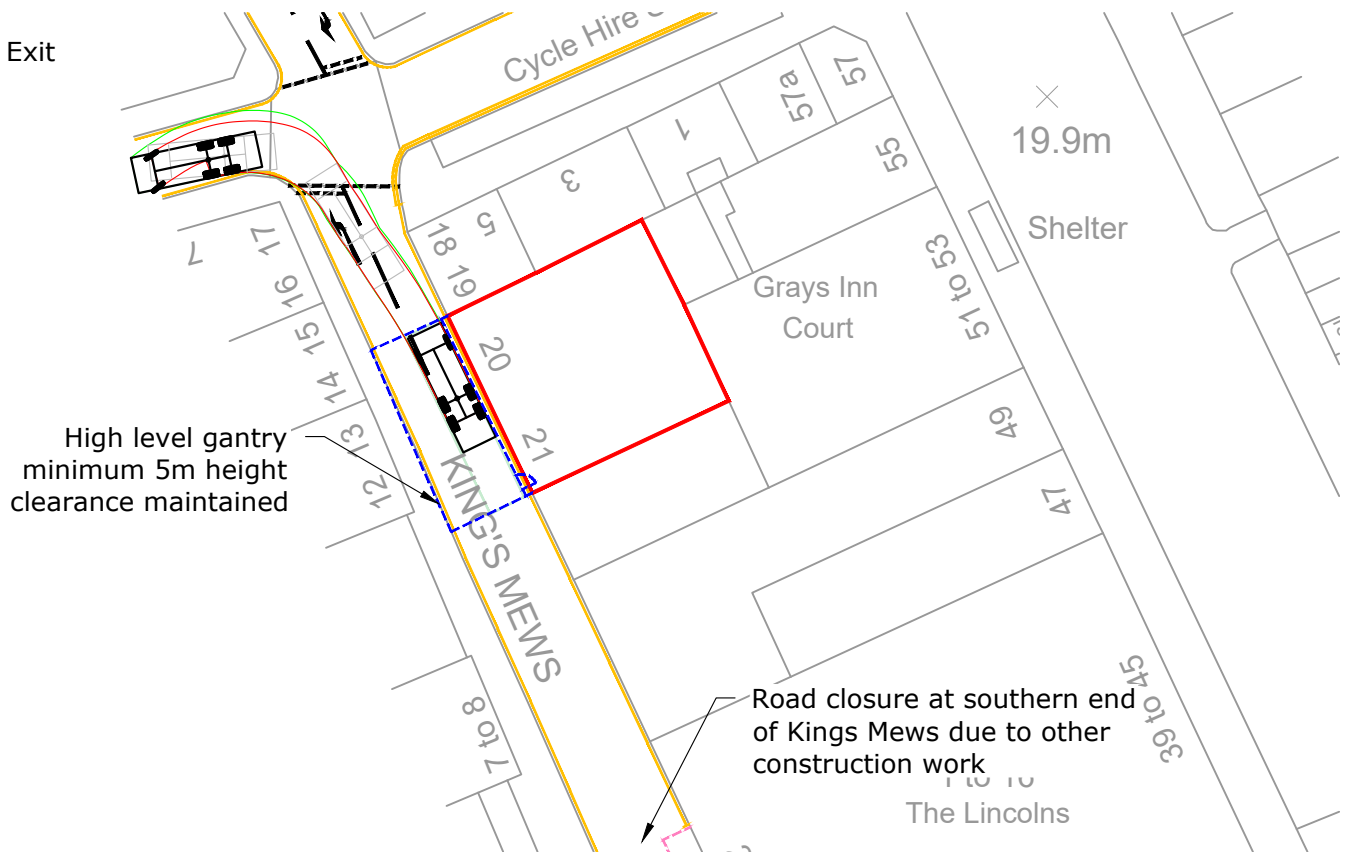 Exit
Cycle Hire S
57
57a
1
3
5
55
19.9m
Shelter
18
19
17
7
16
15
14
13
12
20
21
Grays Inn
Court
51 to 53
49
47
High level gantry
minimum 5m height
clearance maintained
KING'S MEWS
7 to 8
Road closure at southern end
of Kings Mews due to other
construction work
39 to 45
The Lincolns